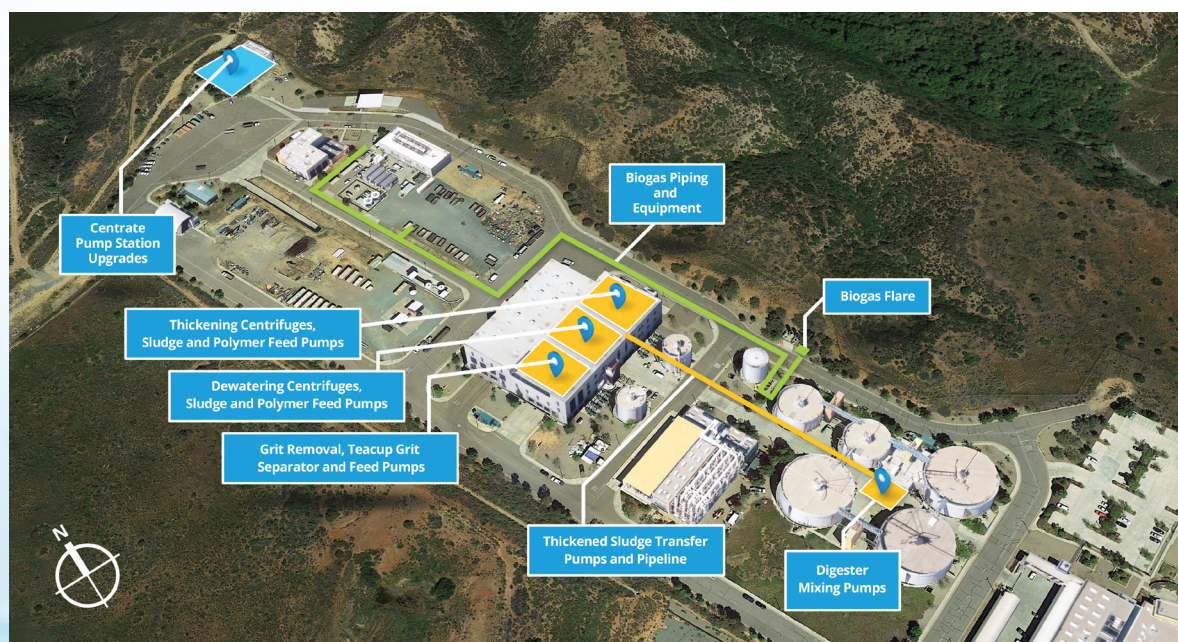 Centrate
Pump Station
Upgrades
Biogas Piping
and
Equipment
Biogas Flare
Thickening Centrifuges,
Sludge and Polymer Feed Pumps
Dewatering Centrifuges,
Sludge and Polymer Feed Pumps
Grit Removal, Teacup Grit
Separator and Feed Pumps
Thickened Sludge Transfer
Pumps and Pipeline
Digester
Mixing Pumps
N